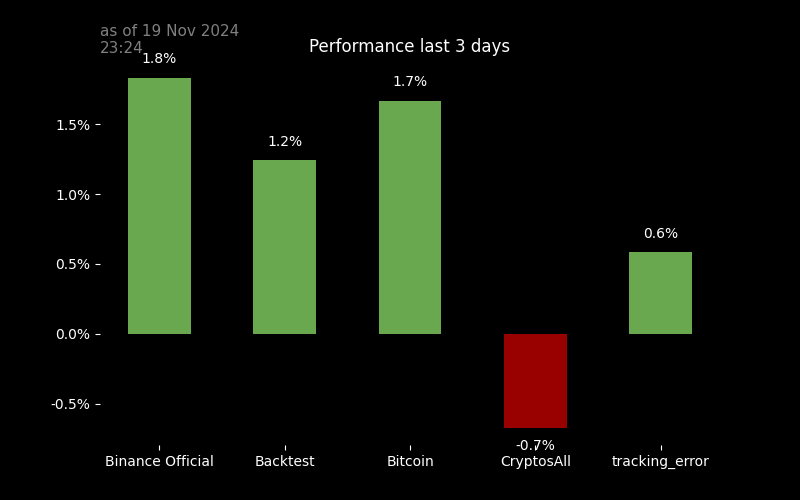 as of 19 Nov 2024
23:24
Performance last 3 days
1.8%
1.2%
1.7%
-0.7%
0.6%
1.5%
1.0%
0.5%
0.0%
-0.5%
Binance Official
Backtest
Bitcoin
CryptosAll
tracking_error